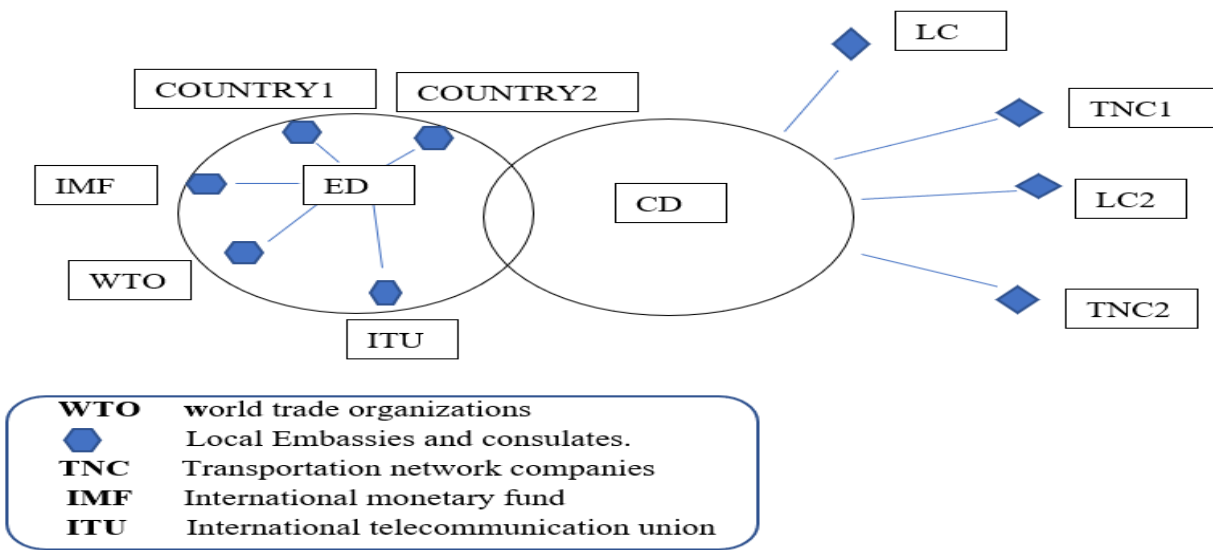 LC
COUNTRY1
COUNTRY2
TNC1
IMF
ED
CD
LC2
WTO
TNC2
ITU
WTO world trade organizations
Local Embassies and consulates.
TNC Transportation network companies
IMF International monetary fund
ITU International telecommunication union